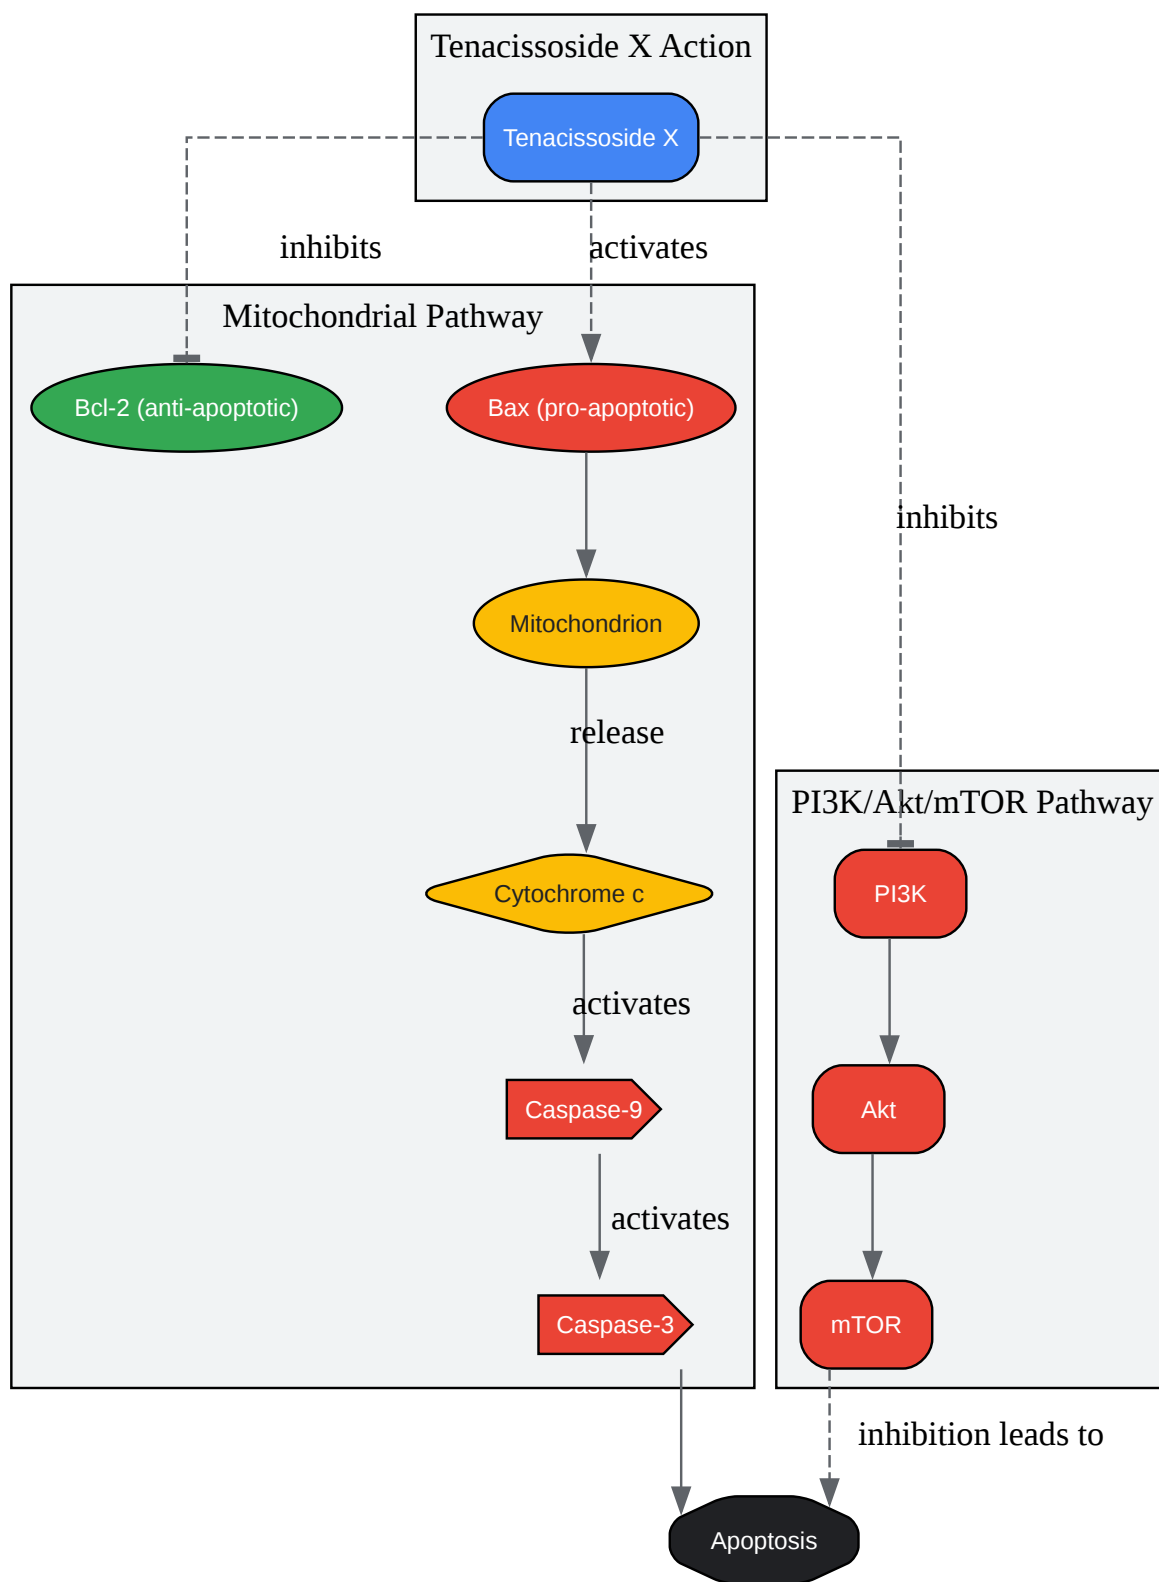 Tenacissoside X Action
Tenacissoside X
inhibits
activates
Mitochondrial Pathway
Bcl-2 (anti-apoptotic)
Bax (pro-apoptotic)
inhibits
Mitochondrion
release
PI3K/Akt/mTOR Pathway
Cytochrome c
PI3K
activates
Caspase-9
Akt
activates
Caspase-3
mTOR
inhibition leads to
Apoptosis